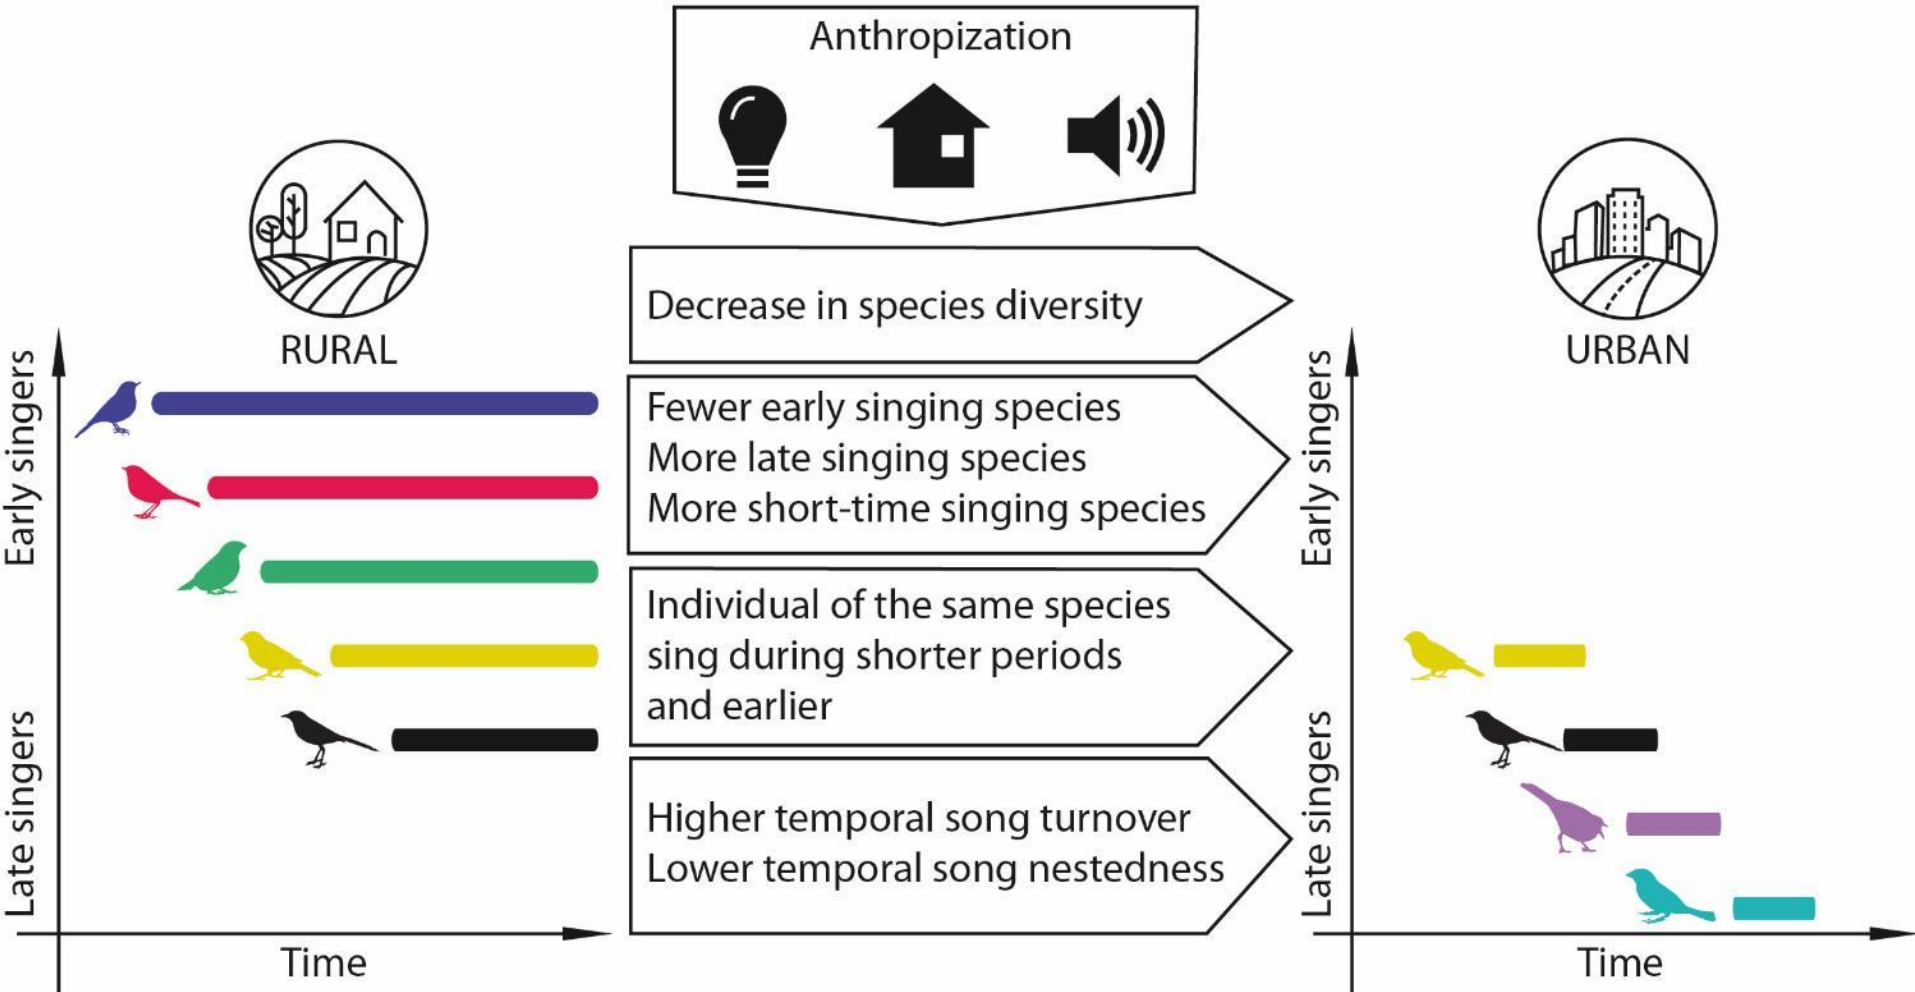 Anthropization
RURAL
Early singers
Late singers
Time
Decrease in species diversity
Fewer early singing species
More late singing species
More short-time singing species
Individual of the same species
sing during shorter periods
and earlier
Higher temporal song turnover
Lower temporal song nestedness
URBAN
Early singers
Late singers
Time